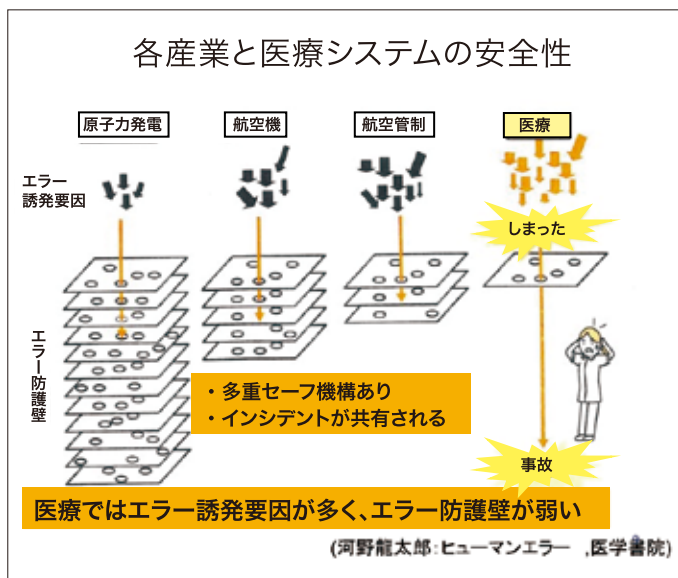 各産業と医療システムの安全性
原子力発電
航空機
航空管制
医療
エラー
誘発要因
しまった
エラー防護壁
・多重セーフ機構あり
・インシデントが共有される
事故
医療ではエラー誘発要因が多く、エラー防護壁が弱い
(河野龍太郎:ヒューマンエラー ,医学書院)